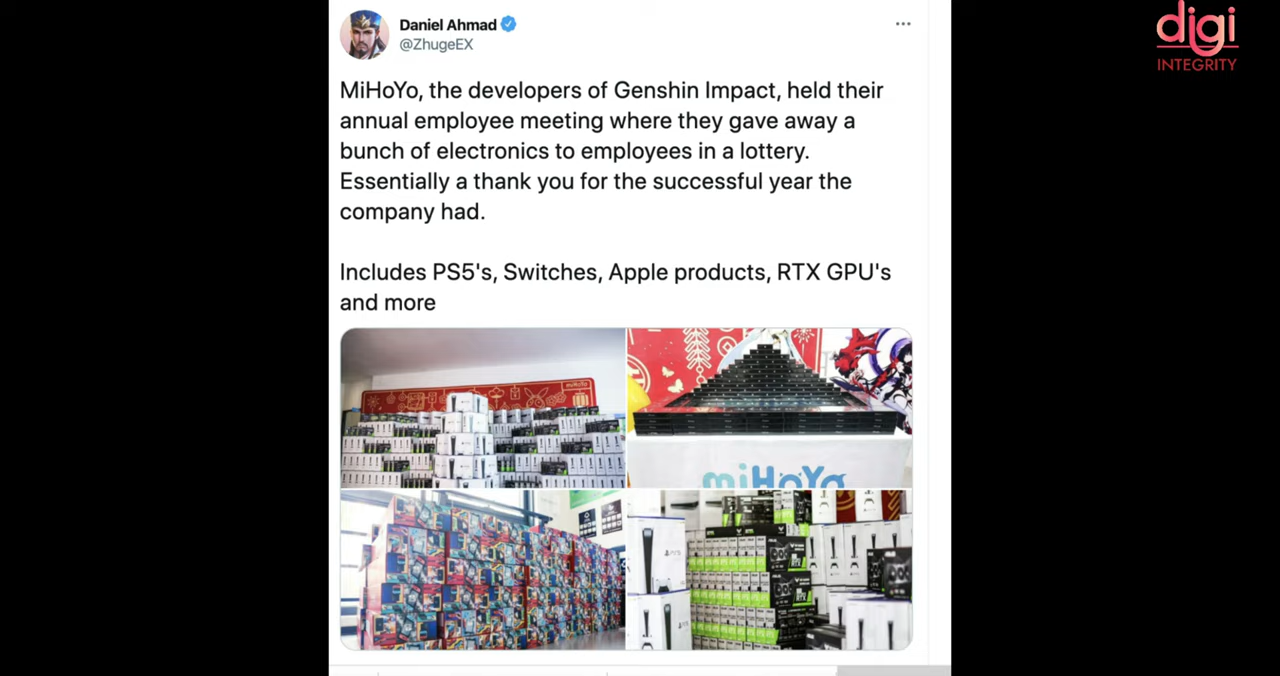 Daniel Ahmad
@ZhugeEX
digi
INTEGRITY
MiHoYo, the developers of Genshin Impact, held their
annual employee meeting where they gave away a
bunch of electronics to employees in a lottery.
Essentially a thank you for the successful year the
company had.
Includes PS5's, Switches, Apple products, RTX GPU's
and more
miHoYo
miHoYo
PS5